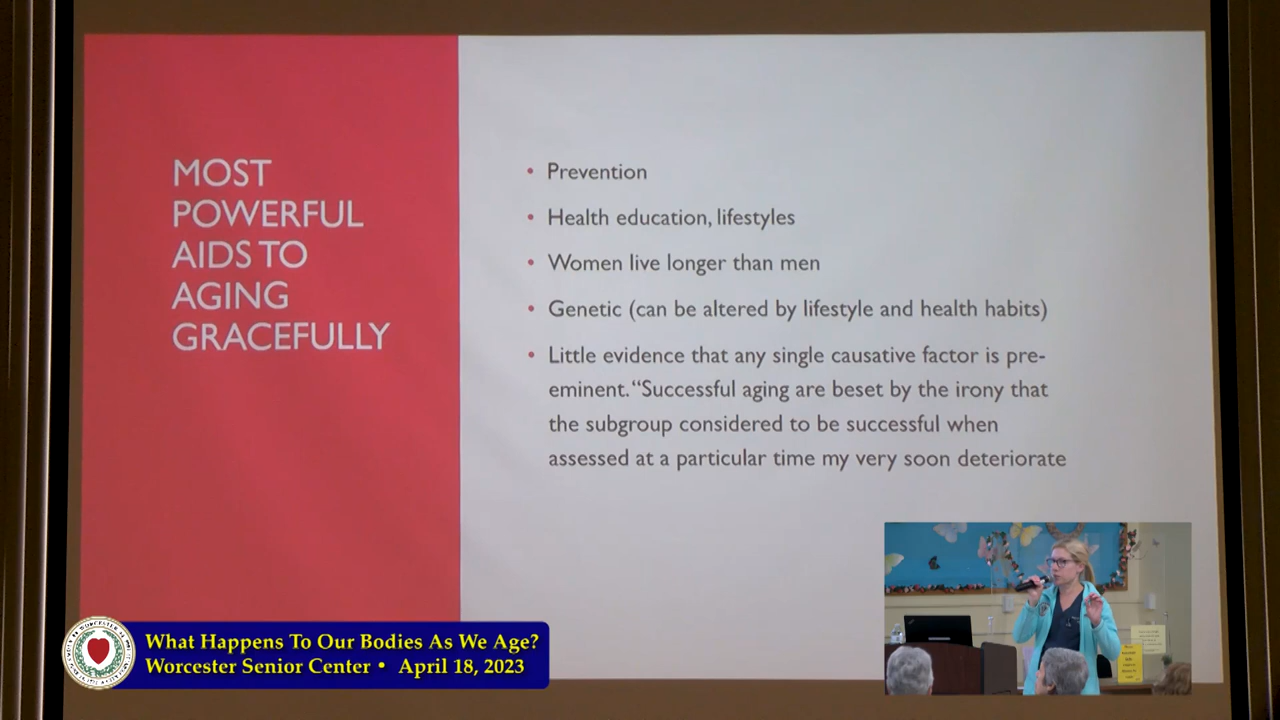 MOST
POWERFUL
AIDS TO
AGING
GRACEFULLY
• Prevention
• Health education, lifestyles
• Women live longer than men
• Genetic (can be altered by lifestyle and health habits)
• Little evidence that any single causative factor is pre-
eminent. “Successful aging are beset by the irony that
the subgroup considered to be successful when
assessed at a particular time my very soon deteriorate
What Happens To Our Bodies As We Age?
Worcester Senior Center • April 18, 2023